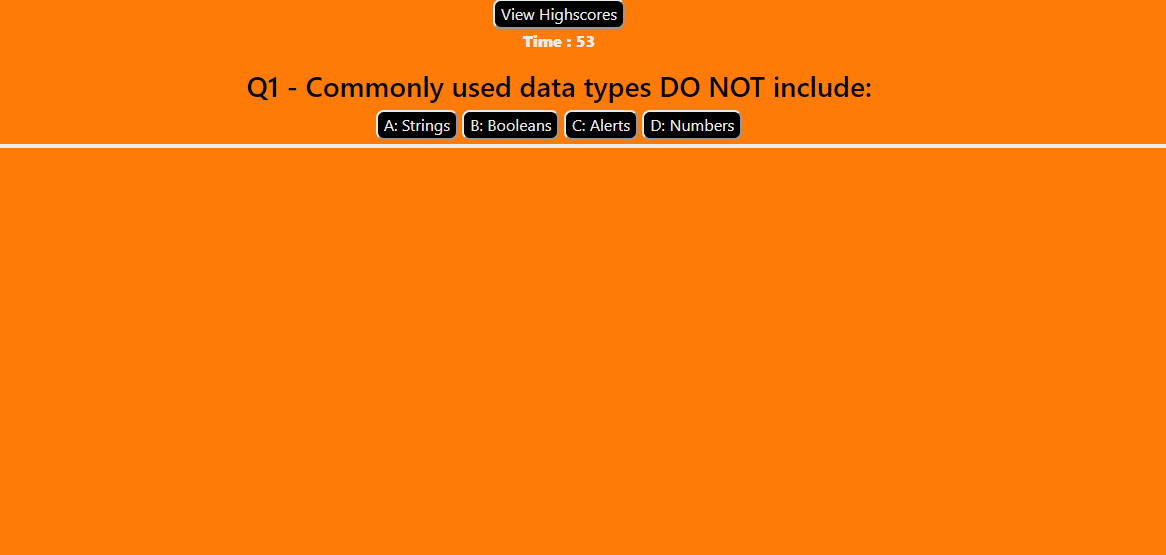 View Highscores
Time : 53
Q1 - Commonly used data types DO NOT include:
A: Strings B: Booleans C: Alerts D: Numbers